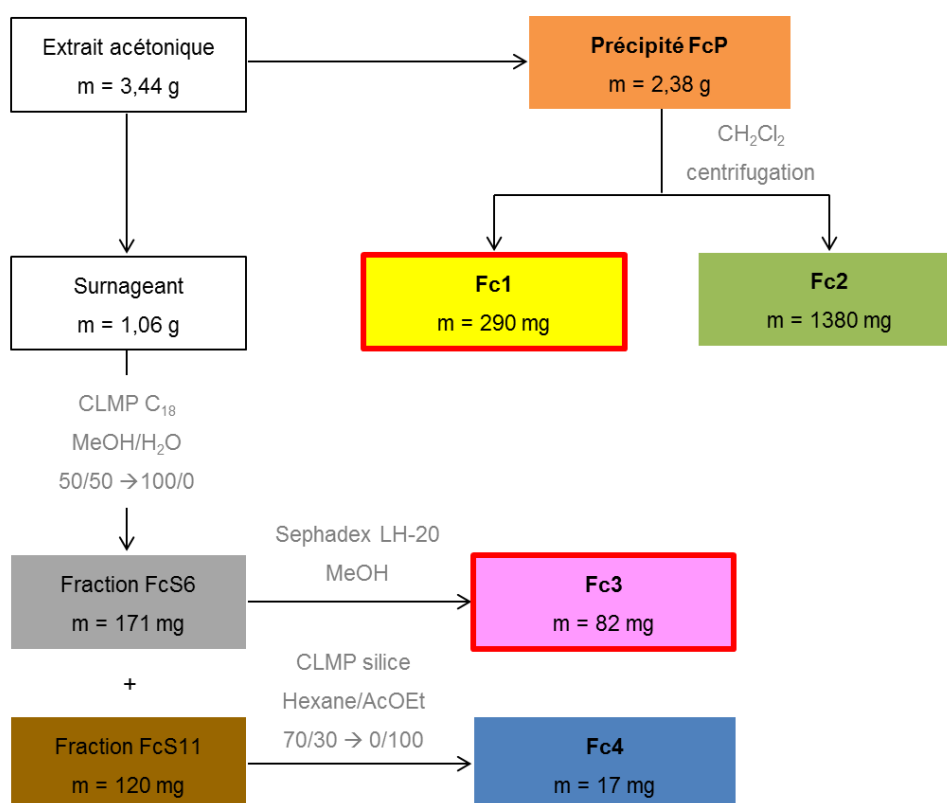 Extrait acétonique
m = 3,44 g
Précipité FcP
m = 2,38 g
CH₂Cl₂
centrifugation
Surnageant
m = 1,06 g
Fc1
m = 290 mg
Fc2
m = 1380 mg
CLMP C₁₈
MeOH/H₂O
50/50 →100/0
Fraction FcS6
m = 171 mg
Sephadex LH-20
MeOH
Fc3
m = 82 mg
+
CLMP silice
Hexane/AcOEt
70/30 → 0/100
Fraction FcS11
m = 120 mg
Fc4
m = 17 mg